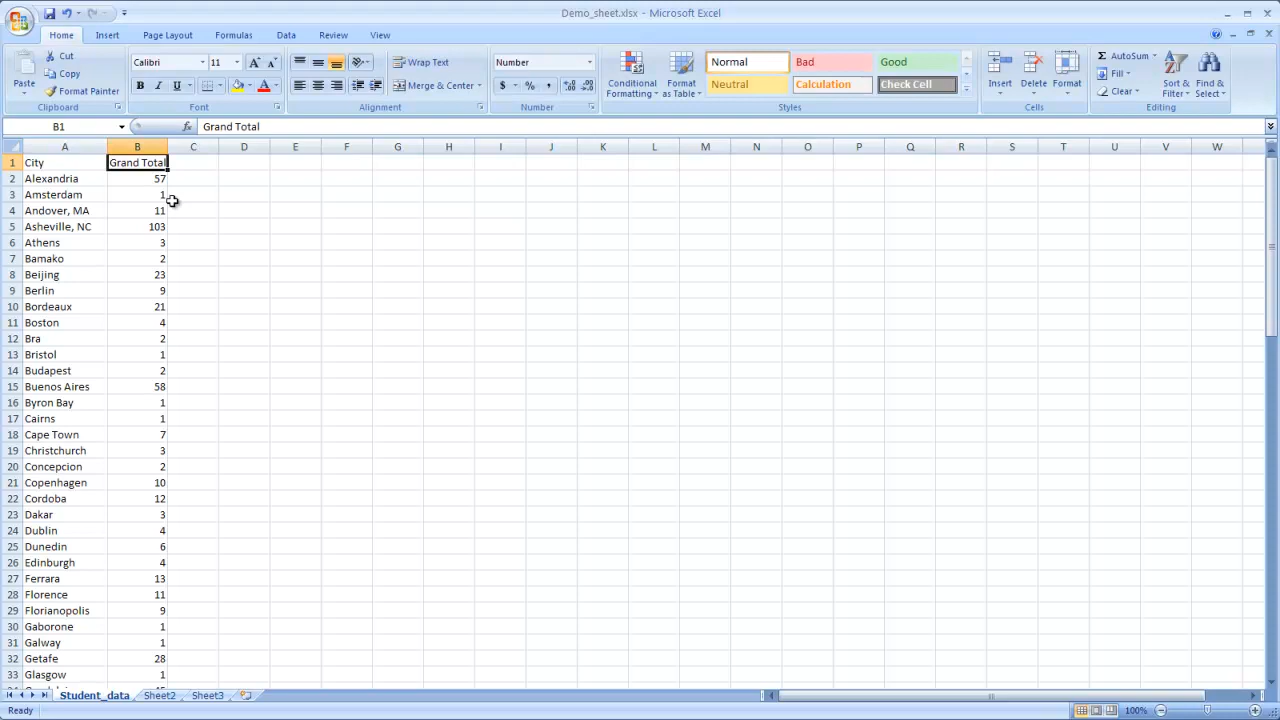 Demo_sheet.xlsx - Microsoft Excel
Home Insert Page Layout Formulas Data Review View
Paste
Cut
Copy
Format Painter
Clipboard
Calibri 11
B I U
Font
Wrap Text
Merge & Center
Alignment
Number
$ % ,
Number
Conditional Formatting
Format as Table
Normal Bad Good
Neutral Calculation Check Cell
Styles
Insert Delete Format
Cells
AutoSum
Fill
Clear
Sort & Filter
Find & Select
Editing
B1 fx Grand Total
A B C D E F G H I J K L M N O P Q R S T U V W
1 City Grand Total
2 Alexandria 57
3 Amsterdam 1
4 Andover, MA 11
5 Asheville, NC 103
6 Athens 3
7 Bamako 2
8 Beijing 23
9 Berlin 9
10 Bordeaux 21
11 Boston 4
12 Bra 2
13 Bristol 1
14 Budapest 2
15 Buenos Aires 58
16 Byron Bay 1
17 Cairns 1
18 Cape Town 7
19 Christchurch 3
20 Concepcion 2
21 Copenhagen 10
22 Cordoba 12
23 Dakar 3
24 Dublin 4
25 Dunedin 6
26 Edinburgh 4
27 Ferrara 13
28 Florence 11
29 Florianopolis 9
30 Gaborone 1
31 Galway 1
32 Getafe 28
33 Glasgow 1
Student_data Sheet2 Sheet3
Ready 100%